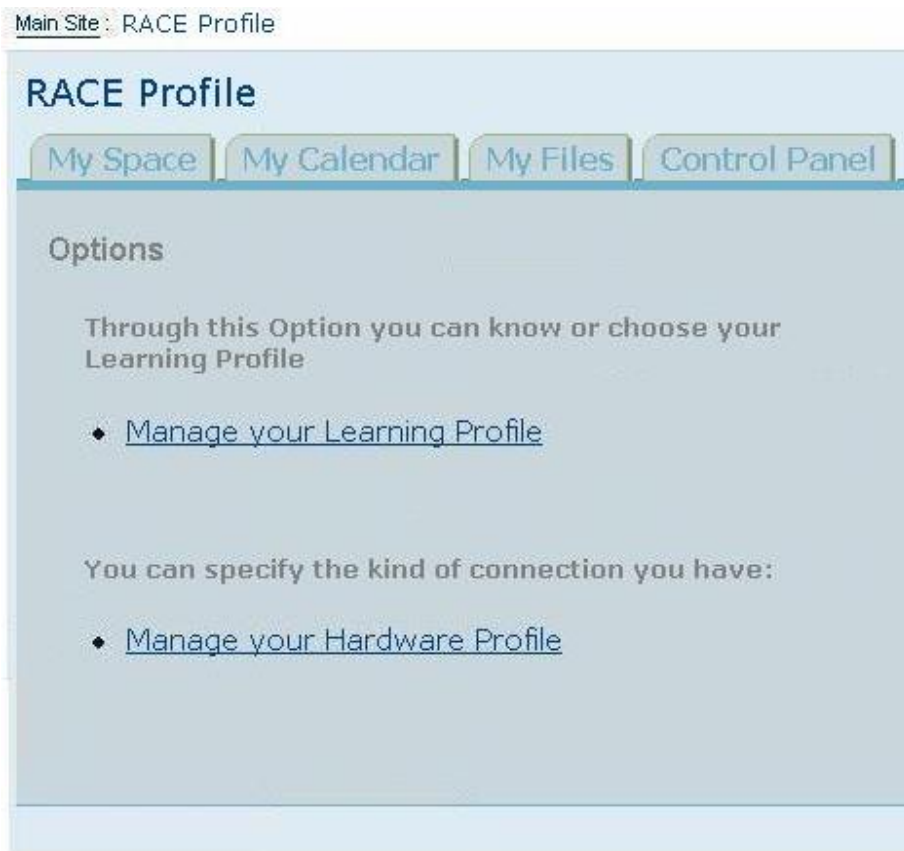 Main Site : RACE Profile
RACE Profile
My Space My Calendar My Files Control Panel
Options
Through this Option you can know or choose your
Learning Profile
• Manage your Learning Profile
You can specify the kind of connection you have:
• Manage your Hardware Profile